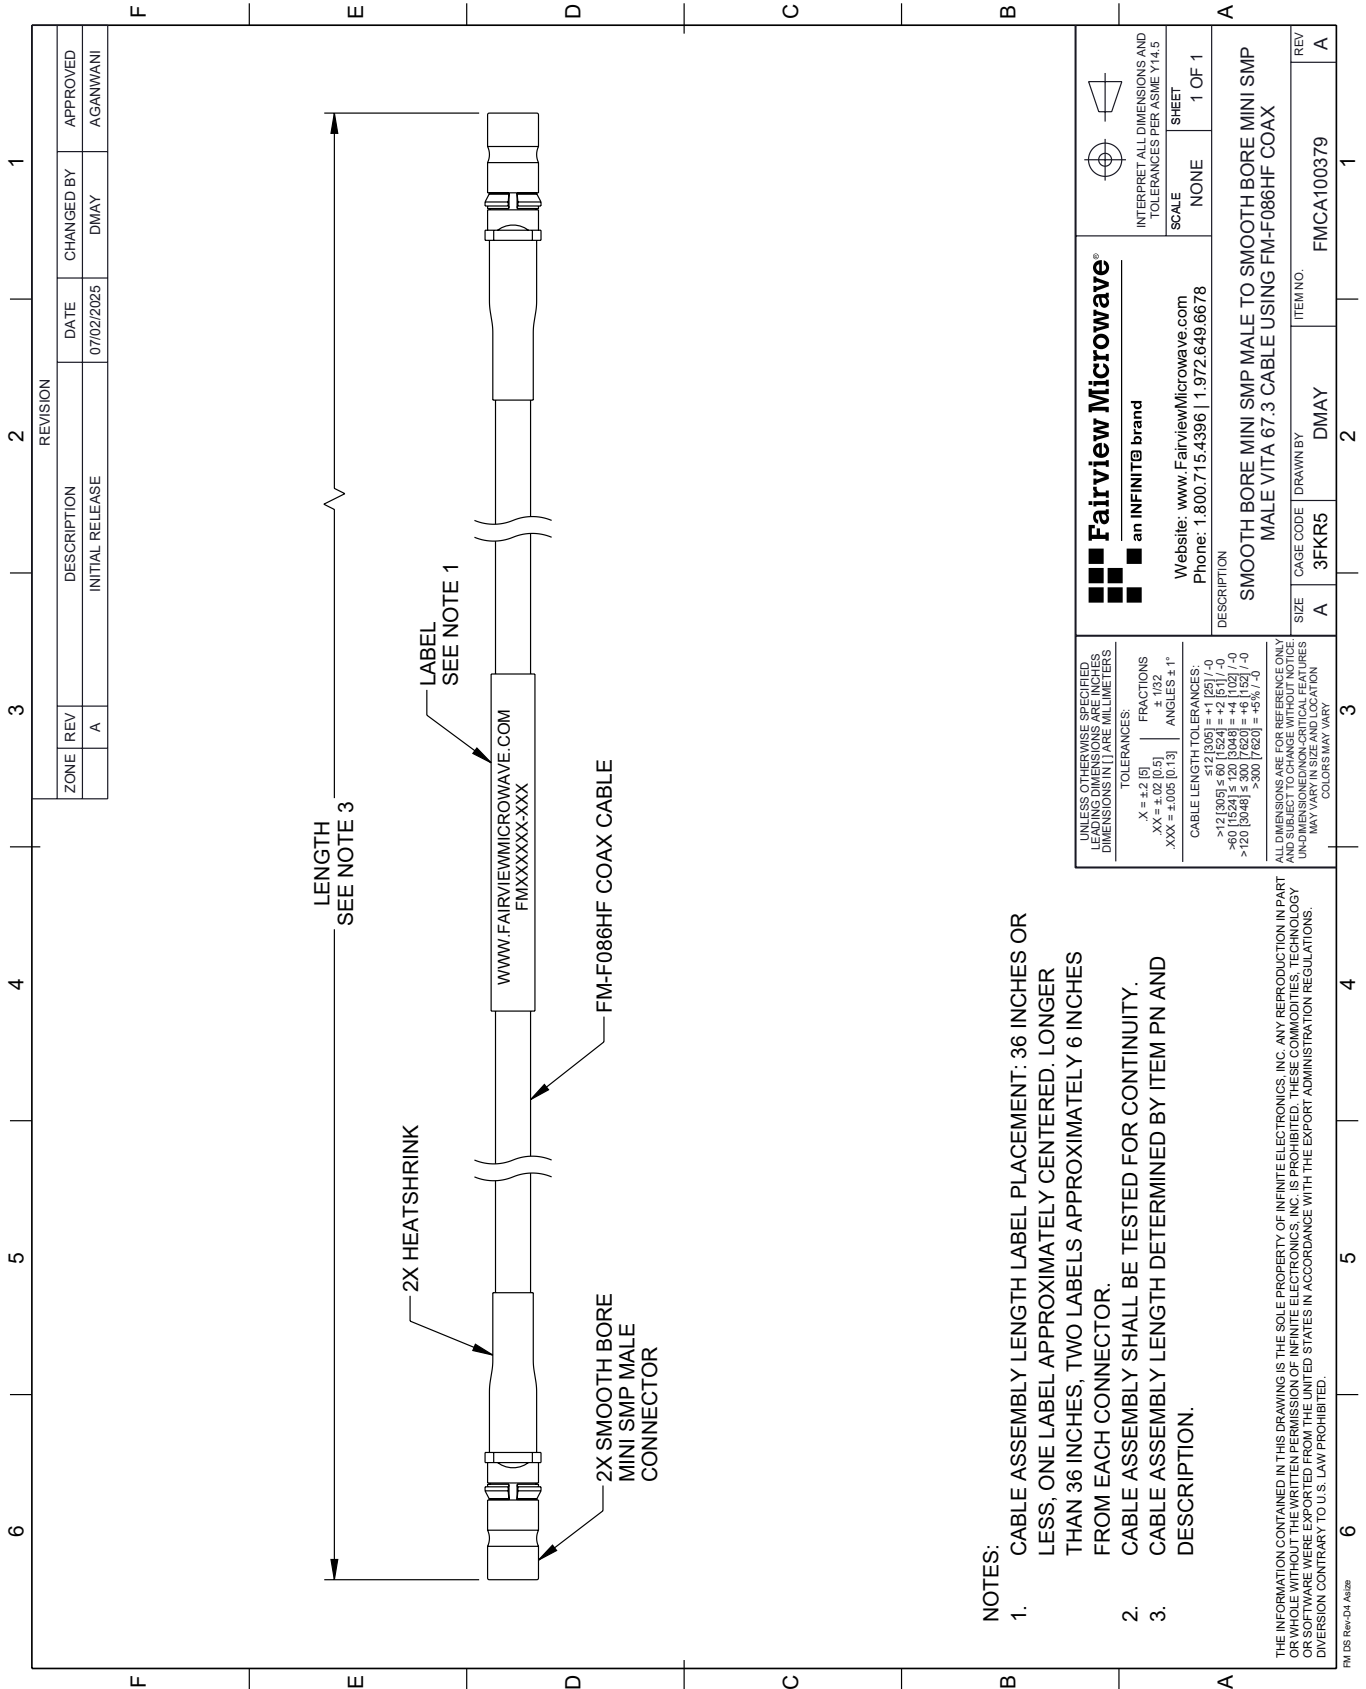 6
5
4
3
2
1
F
E
D
C
B
A
REVISION
ZONE REV DESCRIPTION DATE CHANGED BY APPROVED
A INITIAL RELEASE 07/02/2025 DMAY AGANWANI
LENGTH
SEE NOTE 3
LABEL
SEE NOTE 1
2X HEATSHRINK
WWW.FAIRVIEWMICROWAVE.COM
FMXXXXXX-XXX
FM-F086HF COAX CABLE
2X SMOOTH BORE
MINI SMP MALE
CONNECTOR
NOTES:
1. CABLE ASSEMBLY LENGTH LABEL PLACEMENT: 36 INCHES OR
LESS, ONE LABEL APPROXIMATELY CENTERED. LONGER
THAN 36 INCHES, TWO LABELS APPROXIMATELY 6 INCHES
FROM EACH CONNECTOR.
2. CABLE ASSEMBLY SHALL BE TESTED FOR CONTINUITY.
3. CABLE ASSEMBLY LENGTH DETERMINED BY ITEM PN AND
DESCRIPTION.
THE INFORMATION CONTAINED IN THIS DRAWING IS THE SOLE PROPERTY OF INFINITE ELECTRONICS, INC. ANY REPRODUCTION IN PART
OR WHOLE WITHOUT THE WRITTEN PERMISSION OF INFINITE ELECTRONICS, INC. IS PROHIBITED. THESE COMMODITIES, TECHNOLOGY
OR SOFTWARE WERE EXPORTED FROM THE UNITED STATES IN ACCORDANCE WITH THE EXPORT ADMINISTRATION REGULATIONS.
DIVERSION CONTRARY TO U.S. LAW PROHIBITED.
UNLESS OTHERWISE SPECIFIED
LEADING DIMENSIONS ARE INCHES
DIMENSIONS IN [ ] ARE MILLIMETERS
TOLERANCES:
.X = ±.2 [5] FRACTIONS
.XX = ±.02 [0.5] ± 1/32
.XXX = ±.005 [0.13] ANGLES ± 1°
CABLE LENGTH TOLERANCES:
≤12 [305] = +1 [25] / -0
>12 [305] ≤ 60 [1524] = +2 [51] / -0
>60 [1524] ≤ 120 [3048] = +4 [102] / -0
>120 [3048] ≤ 300 [7620] = +6 [152] / -0
>300 [7620] = +5% / -0
ALL DIMENSIONS ARE FOR REFERENCE ONLY
AND SUBJECT TO CHANGE WITHOUT NOTICE.
UN-DIMENSIONED/NON-CRITICAL FEATURES
MAY VARY IN SIZE AND LOCATION
COLORS MAY VARY
Fairview Microwave®
an INFINIT@ brand
Website: www.FairviewMicrowave.com
Phone: 1.800.715.4396 | 1.972.649.6678
INTERPRET ALL DIMENSIONS AND
TOLERANCES PER ASME Y14.5
SCALE SHEET
NONE 1 OF 1
DESCRIPTION
SMOOTH BORE MINI SMP MALE TO SMOOTH BORE MINI SMP
MALE VITA 67.3 CABLE USING FM-F086HF COAX
SIZE CAGE CODE DRAWN BY ITEM NO. REV
A 3FKR5 DMAY FMCA100379 A
F
E
D
C
B
A
6
5
4
3
2
1
FM DS Rev-D4 Asize